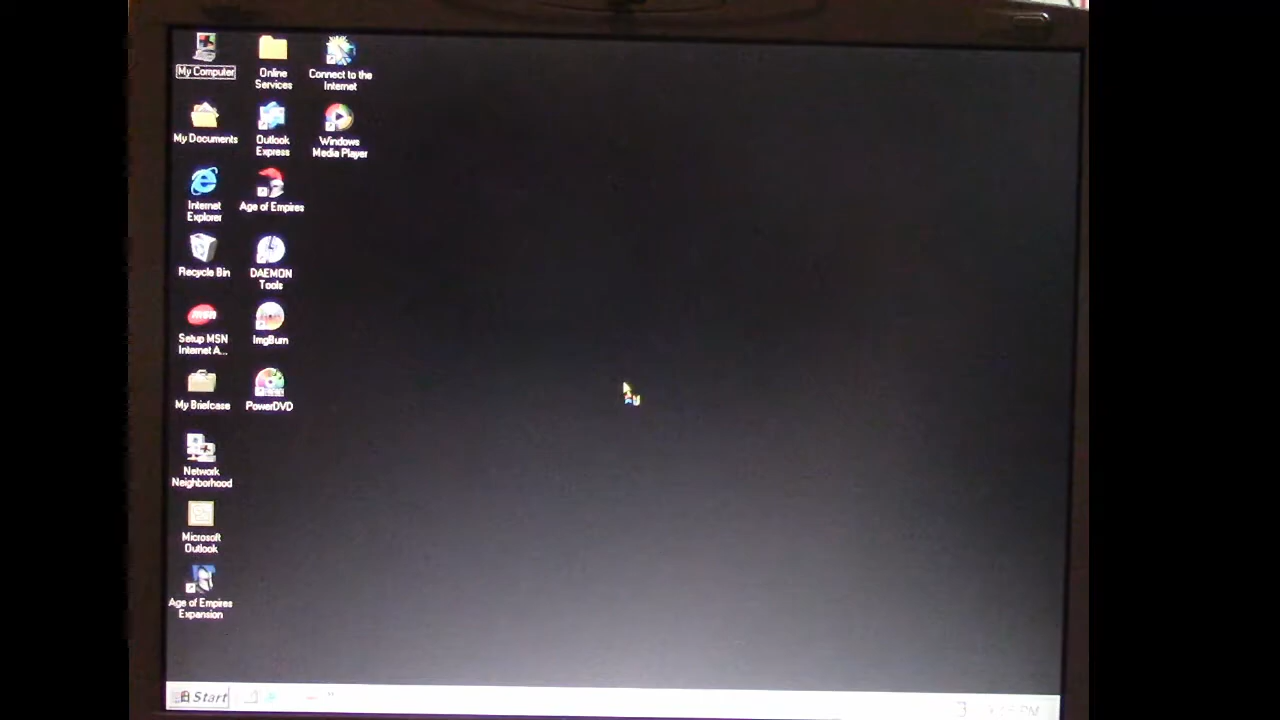 My Computer
Online
Services
Connect to the
Internet
My Documents
Outlook
Express
Windows
Media Player
Internet
Explorer
Age of Empires
Recycle Bin
DAEMON
Tools
msn
Setup MSN
Internet A...
ImgBurn
My Briefcase
PowerDVD
Network
Neighborhood
Microsoft
Outlook
Age of Empires
Expansion
Start
PM